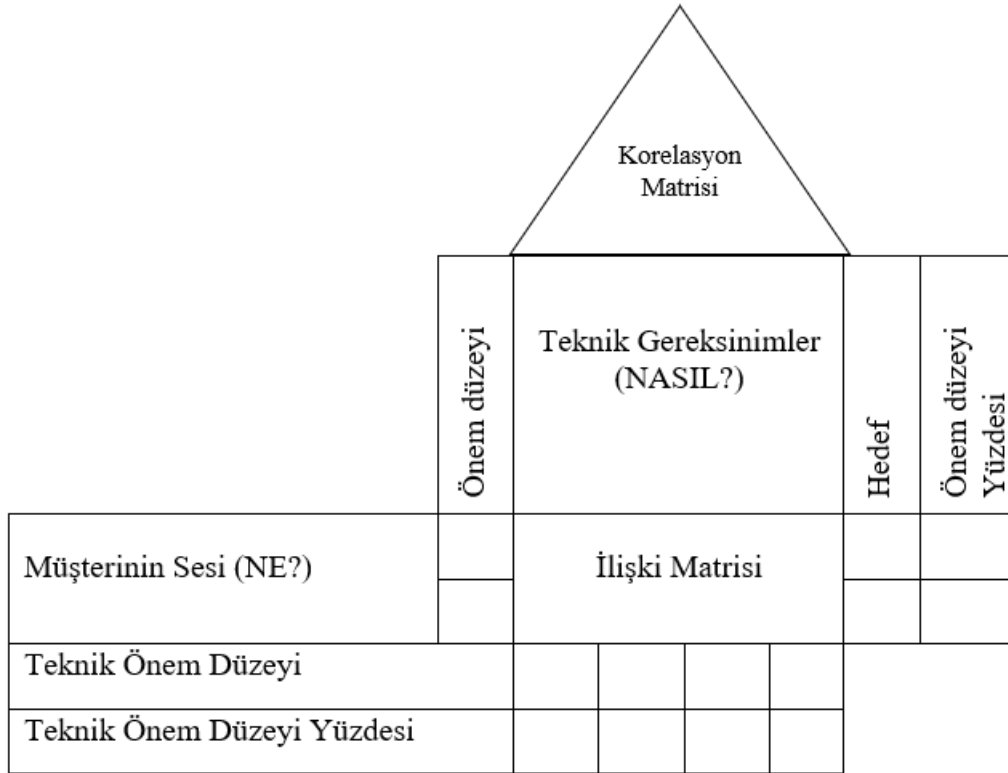 Korelasyon
Matrisi
Önem düzeyi
Teknik Gereksinimler
(NASIL?)
Hedef
Önem düzeyi
Yüzdesi
Müşterinin Sesi (NE?)
İlişki Matrisi
Teknik Önem Düzeyi
Teknik Önem Düzeyi Yüzdesi